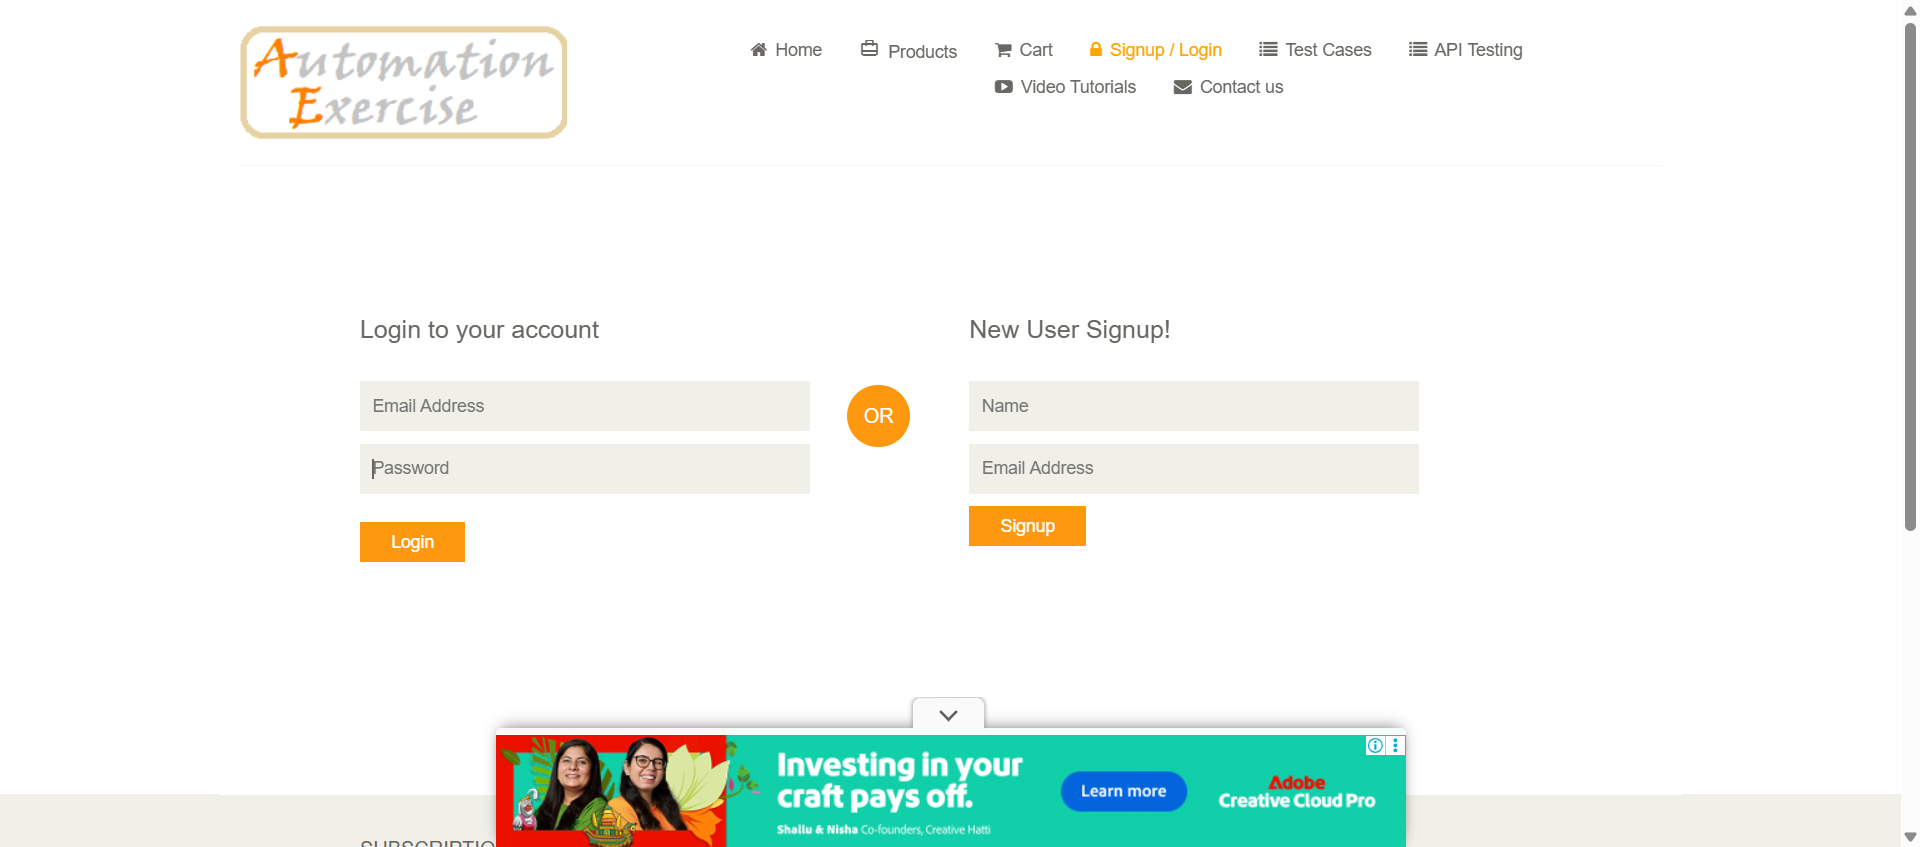 Automation
Exercise
Home
Products
Cart
Signup / Login
Test Cases
API Testing
Video Tutorials
Contact us
Login to your account
Email Address
Password
Login
OR
New User Signup!
Name
Email Address
Signup
Investing in your
craft pays off.
Shallu & Nisha Co-founders, Creative Hatti
Learn more
Adobe
Creative Cloud Pro
SUBSCRIPTIO